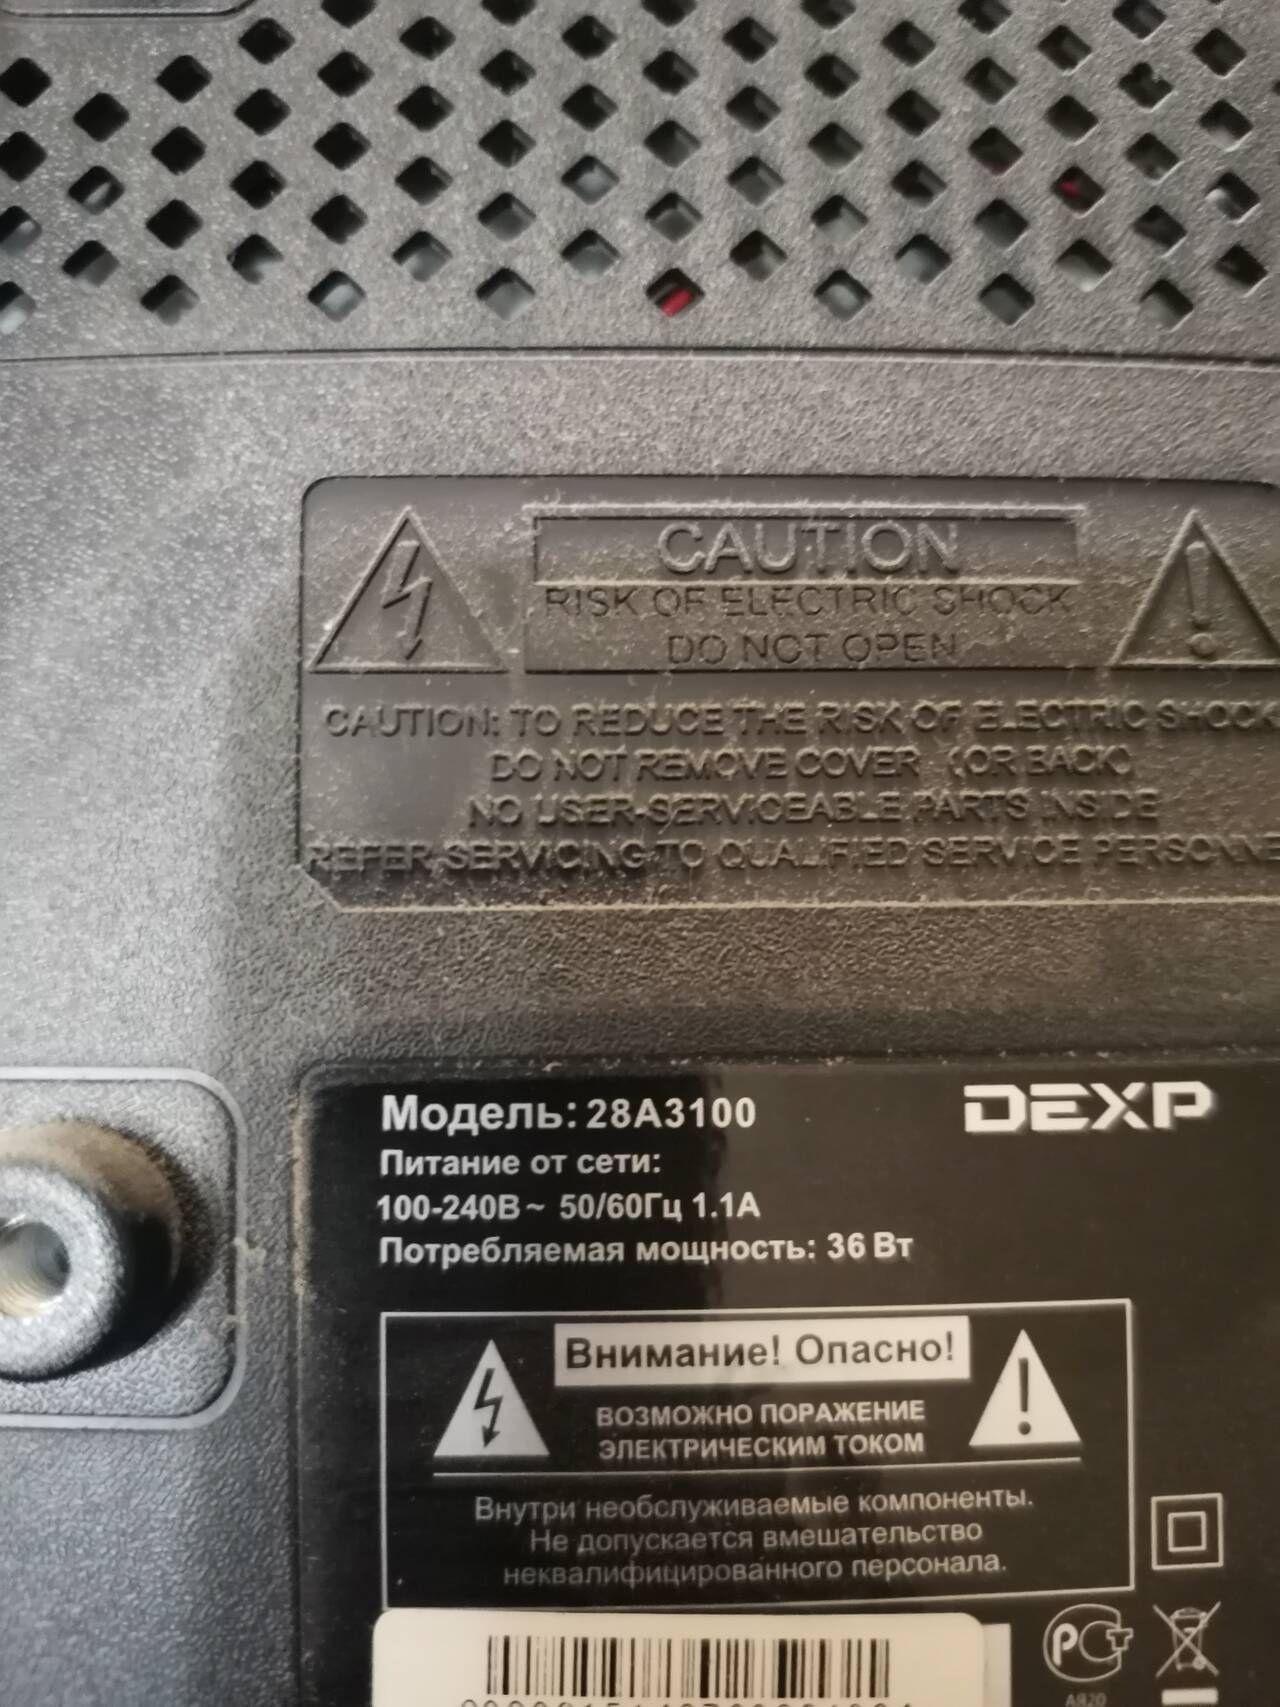 CAUTION
RISK OF ELECTRIC SHOCK
DO NOT OPEN
CAUTION: TO REDUCE THE RISK OF ELECTRIC SHOCK
DO NOT REMOVE COVER (OR BACK)
NO USER-SERVICEABLE PARTS INSIDE
REFER SERVICING TO QUALIFIED SERVICE PERSONNE
Модель: 28A3100
DEXP
Питание от сети:
100-240В~ 50/60Гц 1.1А
Потребляемая мощность: 36 Вт
Внимание! Опасно!
ВОЗМОЖНО ПОРАЖЕНИЕ
ЭЛЕКТРИЧЕСКИМ ТОКОМ
Внутри необслуживаемые компоненты.
Не допускается вмешательство
неквалифицированного персонала.
РСТ
АЯ20